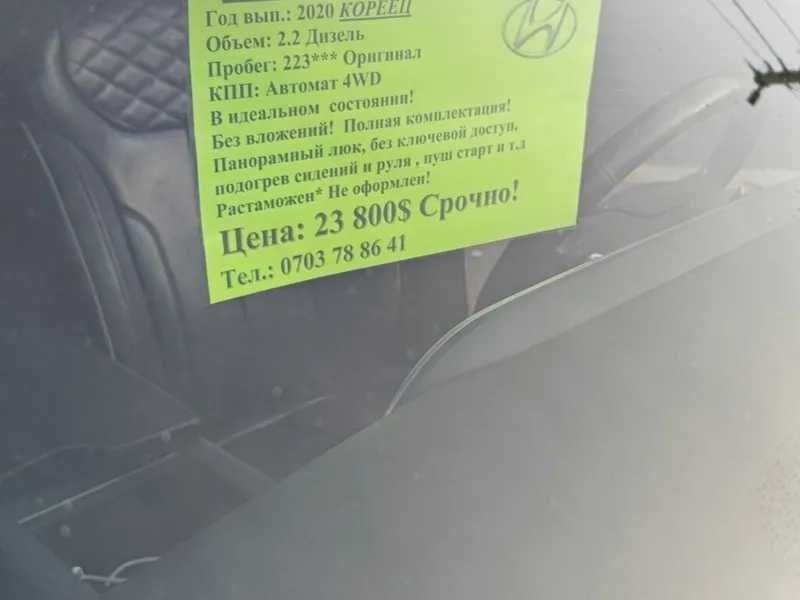 Год вып.: 2020 КОРЕЕЦ
Объем: 2.2 Дизель
Пробег: 223*** Оригинал
КПП: Автомат 4WD
В идеальном состоянии!
Без вложений! Полная комплектация!
Панорамный люк, без ключевой доступ,
подогрев сидений и руля , пуш старт и т.д
Растаможен* Не оформлен!
Цена: 23 800$ Срочно!
Тел.: 0703 78 86 41